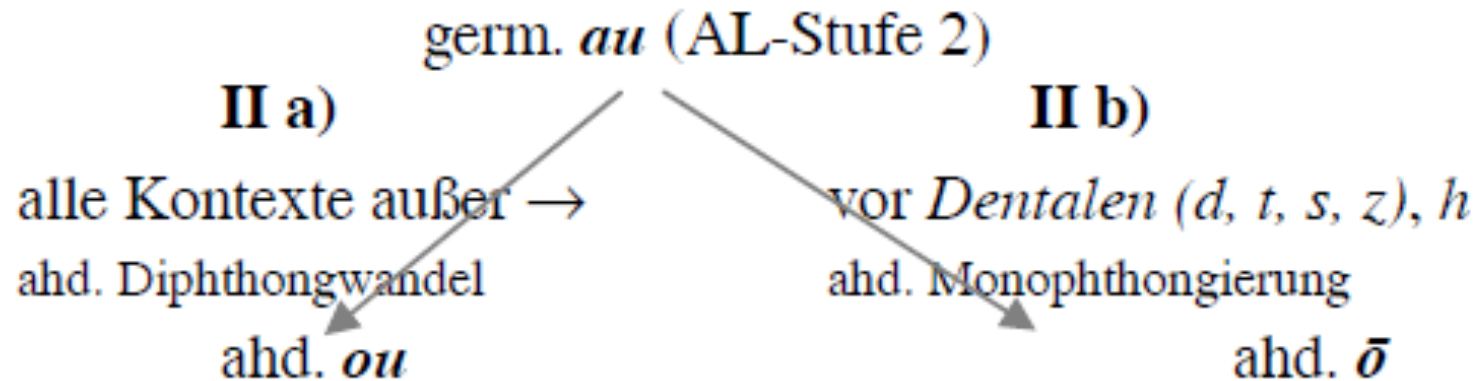 germ. au (AL-Stufe 2)
II a) II b)
alle Kontexte außer → vor Dentalen (d, t, s, z), h
ahd. Diphthongwandel ahd. Monophthongierung
ahd. ou ahd. ō